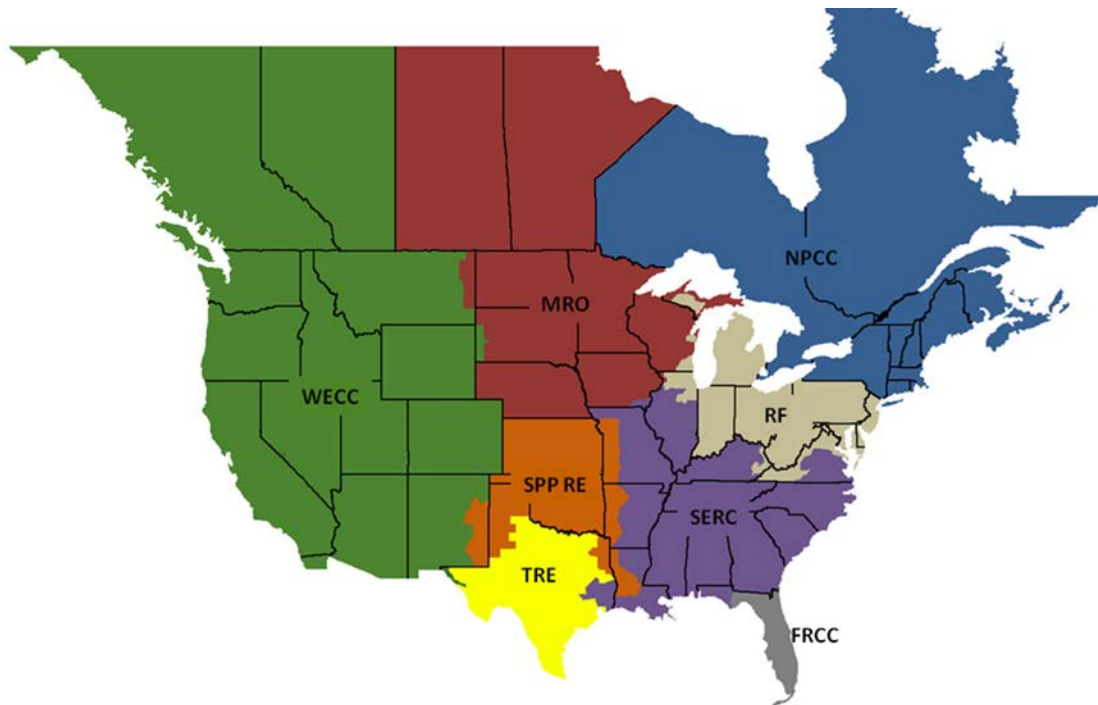 NPCC
MRO
WECC
RF
SPP RE
SERC
TRE
FRCC